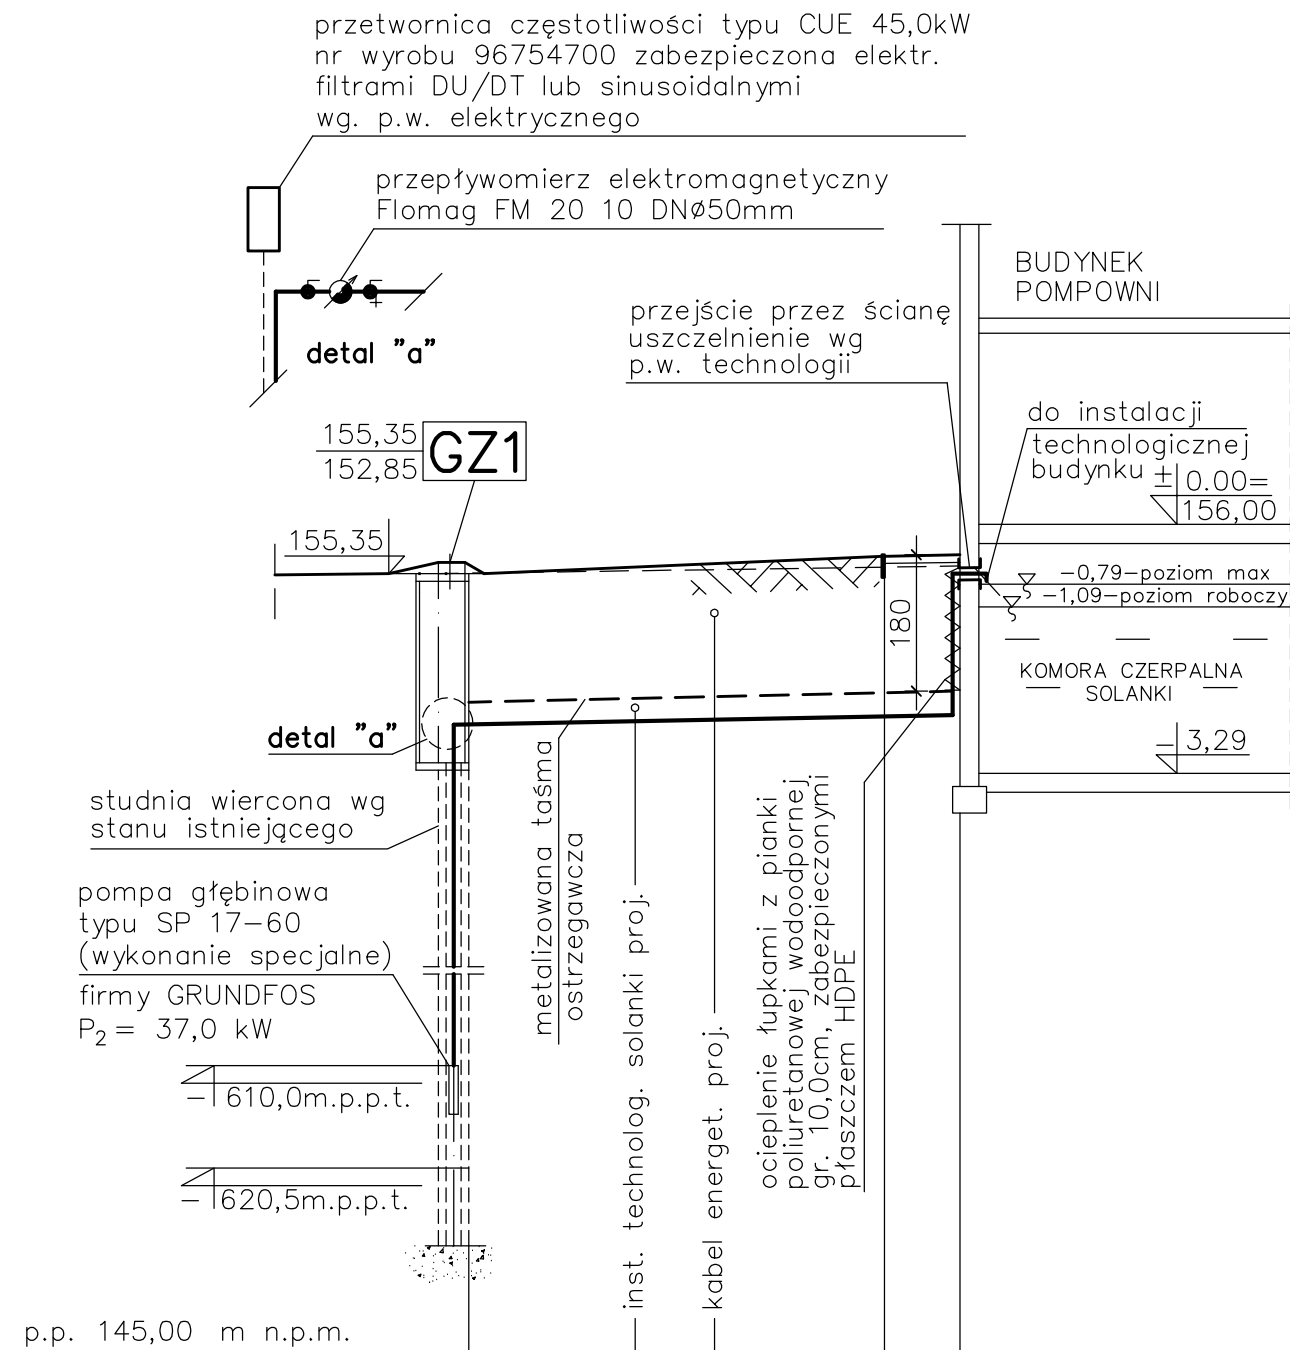 przetwornica częstotliwości typu CUE 45,0kW
nr wyrobu 96754700 zabezpieczona elektr.
filtrami DU/DT lub sinusoidalnymi
wg. p.w. elektrycznego
przepływomierz elektromagnetyczny
Flomag FM 20 10 DNø50mm
detal "a"
BUDYNEK
POMPOWNI
przejście przez ścianę
uszczelnienie wg
p.w. technologii
do instalacji
technologicznej
budynku
± 0.00=
156,00
155,35
152,85
GZ1
155,35
-0,79-poziom max
-1,09-poziom roboczy
180
KOMORA CZERPALNA
SOLANKI
- 3,29
detal "a"
studnia wiercona wg
stanu istniejącego
pompa głębinowa
typu SP 17-60
(wykonanie specjalne)
firmy GRUNDFOS
P₂= 37,0 kW
-610,0m.p.p.t.
-620,5m.p.p.t.
metalizowana taśma
ostrzegawcza
inst. technolog. solanki proj.
kabel energet. proj.
ocieplenie łupkami z pianki
poliuretanowej wodoodpornej
gr. 10,0cm, zabezpieczonymi
płaszczem HDPE
p.p. 145,00 m n.p.m.